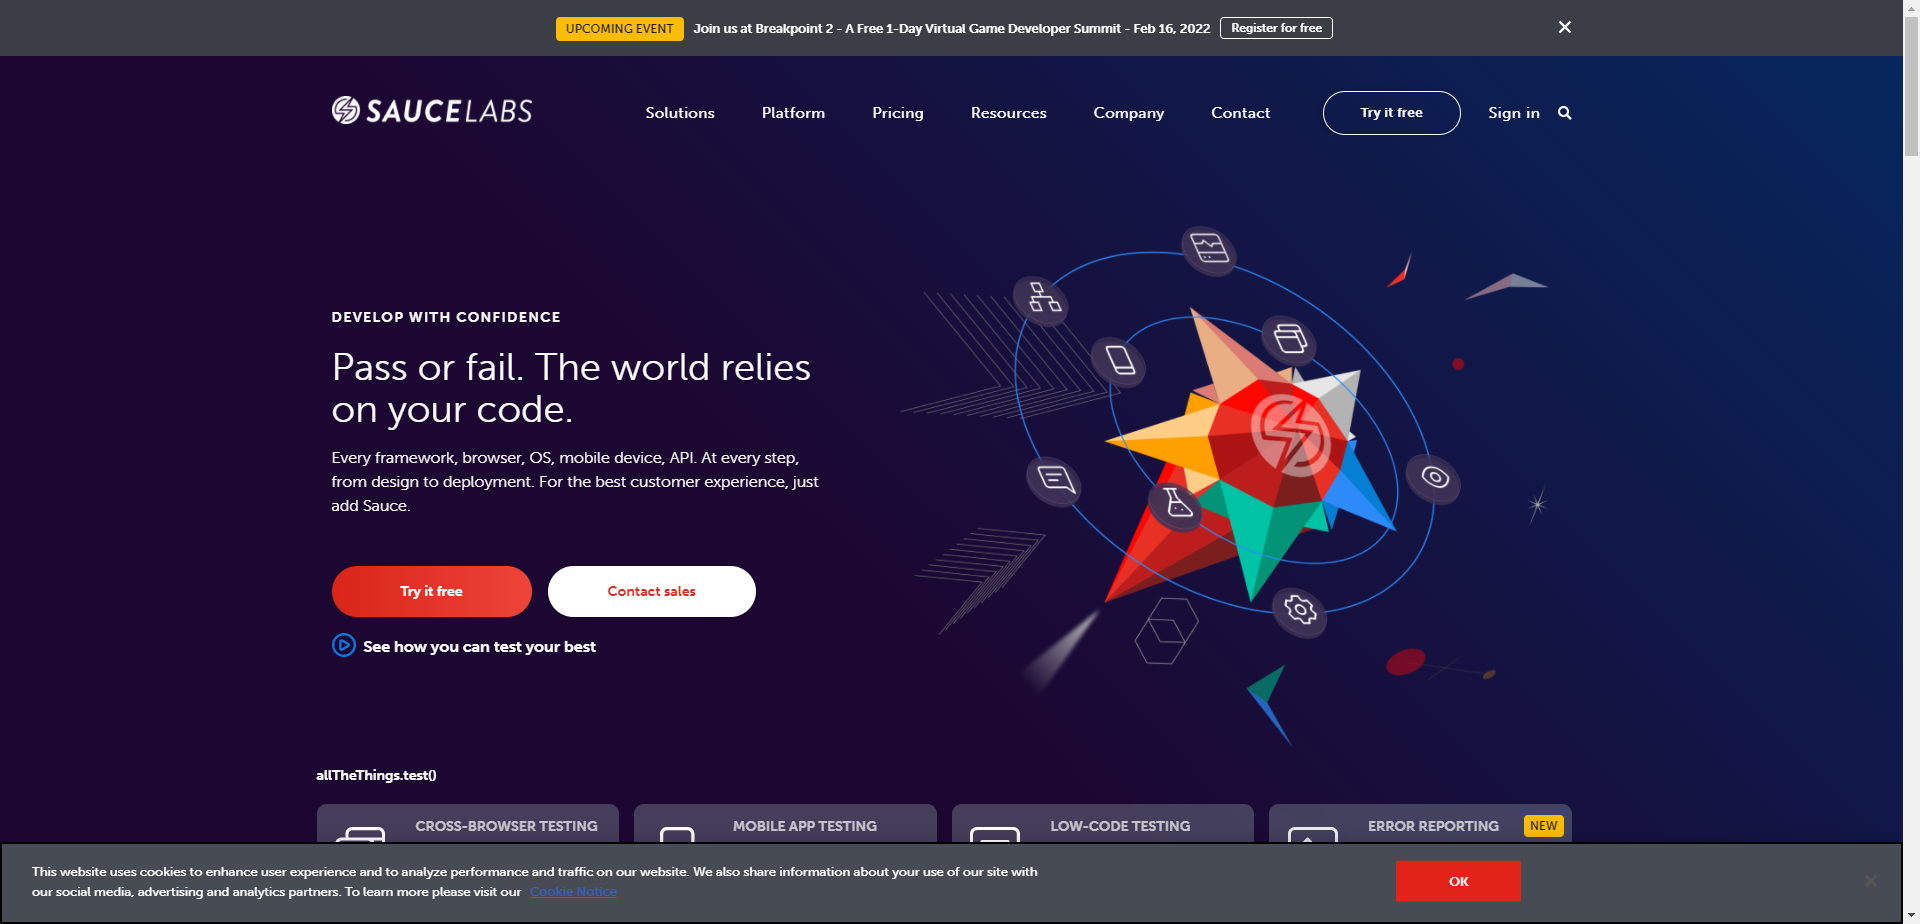 UPCOMING EVENT Join us at Breakpoint 2 - A Free 1-Day Virtual Game Developer Summit - Feb 16, 2022 Register for free
SAUCELABS Solutions Platform Pricing Resources Company Contact Try it free Sign in
DEVELOP WITH CONFIDENCE
Pass or fail. The world relies
on your code.
Every framework, browser, OS, mobile device, API. At every step,
from design to deployment. For the best customer experience, just
add Sauce.
Try it free Contact sales
See how you can test your best
allTheThings.test()
CROSS-BROWSER TESTING MOBILE APP TESTING LOW-CODE TESTING ERROR REPORTING NEW
This website uses cookies to enhance user experience and to analyze performance and traffic on our website. We also share information about your use of our site with
our social media, advertising and analytics partners. To learn more please visit our Cookie Notice
OK